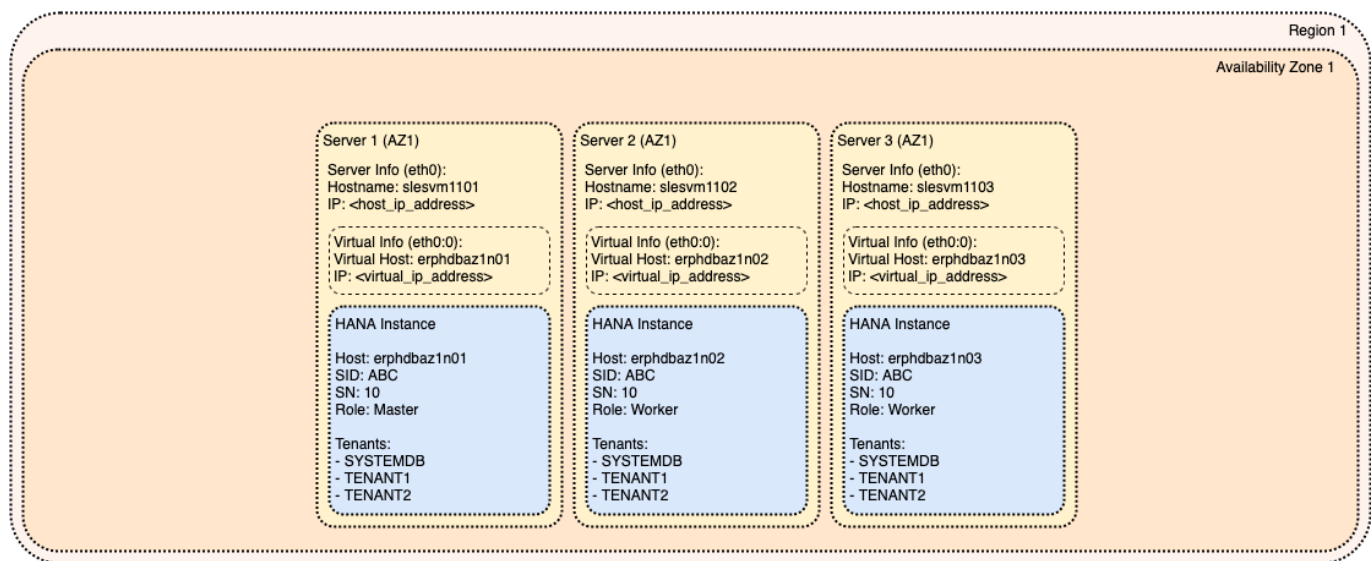 Region 1
Availability Zone 1
Server 1 (AZ1)
Server Info (eth0):
Hostname: slesvm1101
IP: <host_ip_address>
Virtual Info (eth0:0):
Virtual Host: erphdbaz1n01
IP: <virtual_ip_address>
HANA Instance
Host: erphdbaz1n01
SID: ABC
SN: 10
Role: Master
Tenants:
- SYSTEMDB
- TENANT1
- TENANT2
Server 2 (AZ1)
Server Info (eth0):
Hostname: slesvm1102
IP: <host_ip_address>
Virtual Info (eth0:0):
Virtual Host: erphdbaz1n02
IP: <virtual_ip_address>
HANA Instance
Host: erphdbaz1n02
SID: ABC
SN: 10
Role: Worker
Tenants:
- SYSTEMDB
- TENANT1
- TENANT2
Server 3 (AZ1)
Server Info (eth0):
Hostname: slesvm1103
IP: <host_ip_address>
Virtual Info (eth0:0):
Virtual Host: erphdbaz1n03
IP: <virtual_ip_address>
HANA Instance
Host: erphdbaz1n03
SID: ABC
SN: 10
Role: Worker
Tenants:
- SYSTEMDB
- TENANT1
- TENANT2